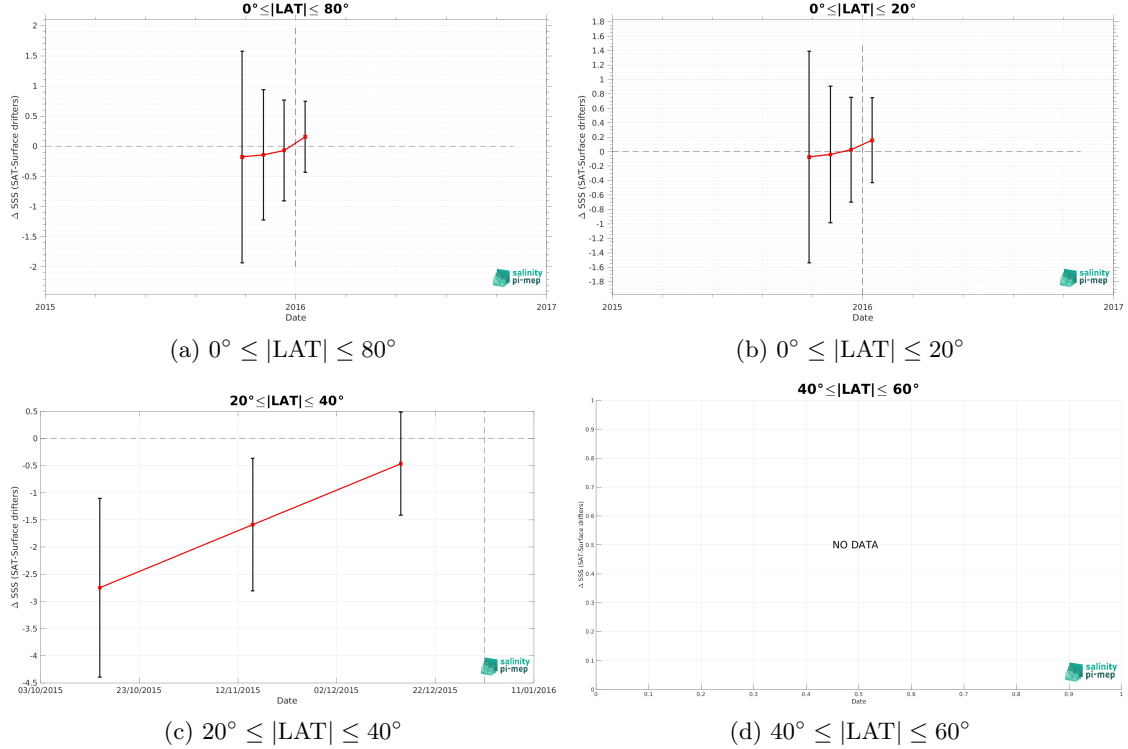 0°≤|LAT|≤ 80°
Δ SSS (SAT-Surface drifters)
2
1.5
1
0.5
0
-0.5
-1
-1.5
-2
2015
2016
2017
Date
salinity
pi-mep
(a) 0° ≤ |LAT| ≤ 80°
0°≤|LAT|≤ 20°
Δ SSS (SAT-Surface drifters)
1.8
1.6
1.4
1.2
1
0.8
0.6
0.4
0.2
0
-0.2
-0.4
-0.6
-0.8
-1
-1.2
-1.4
-1.6
-1.8
2015
2016
2017
Date
salinity
pi-mep
(b) 0° ≤ |LAT| ≤ 20°
20°≤|LAT|≤ 40°
Δ SSS (SAT-Surface drifters)
0.5
0
-0.5
-1
-1.5
-2
-2.5
-3
-3.5
-4
-4.5
03/10/2015
23/10/2015
12/11/2015
02/12/2015
22/12/2015
11/01/2016
Date
salinity
pi-mep
(c) 20° ≤ |LAT| ≤ 40°
40°≤|LAT|≤ 60°
Δ SSS (SAT-Surface drifters)
1
0.9
0.8
0.7
0.6
0.5
0.4
0.3
0.2
0.1
0
NO DATA
0
0.1
0.2
0.3
0.4
0.5
0.6
0.7
0.8
0.9
1
Date
salinity
pi-mep
(d) 40° ≤ |LAT| ≤ 60°